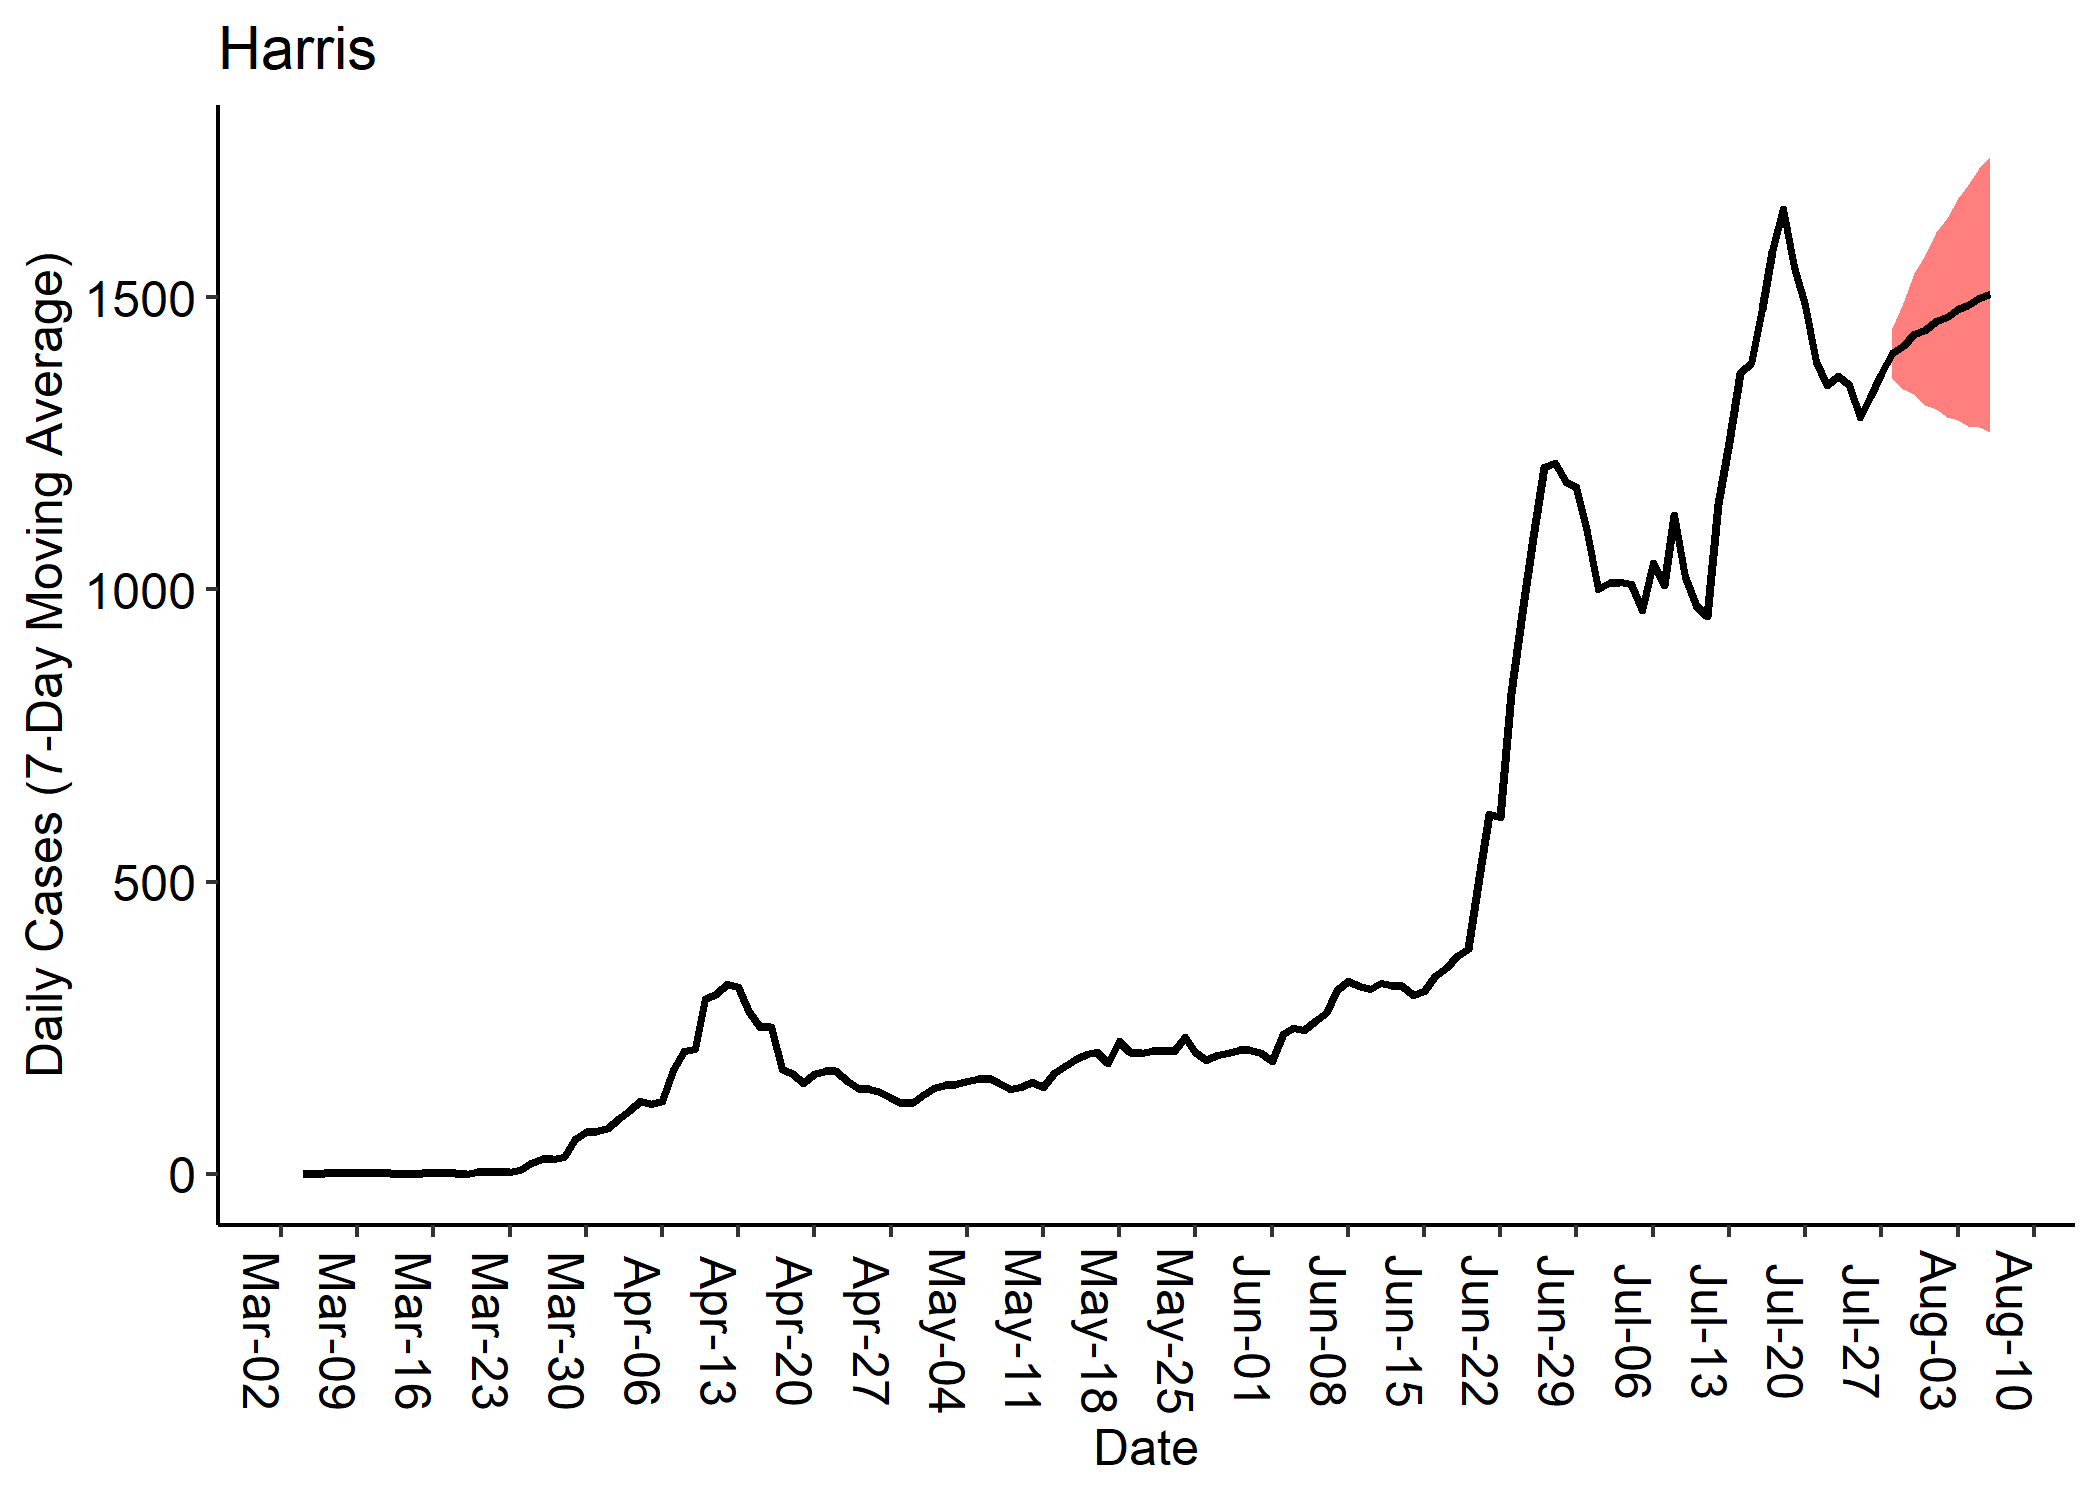 Harris
Daily Cases (7-Day Moving Average)
1500
1000
500
0
Mar-02
Mar-09
Mar-16
Mar-23
Mar-30
Apr-06
Apr-13
Apr-20
Apr-27
May-04
May-11
May-18
May-25
Jun-01
Jun-08
Jun-15
Jun-22
Jun-29
Jul-06
Jul-13
Jul-20
Jul-27
Aug-03
Aug-10
Date